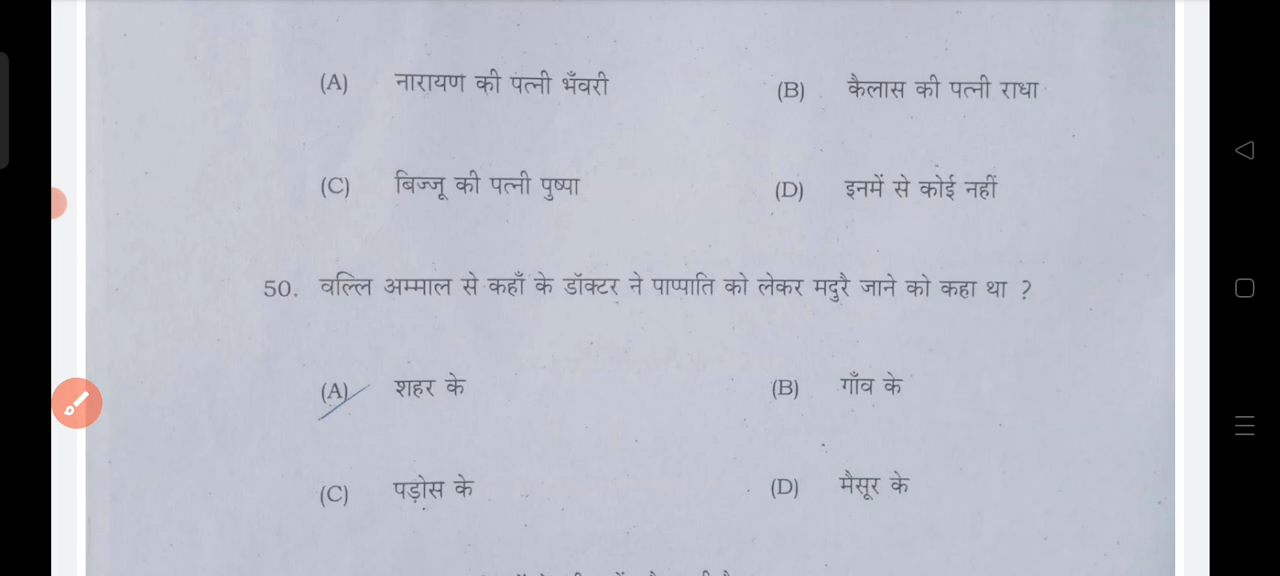 (A) नारायण की पत्नी भँवरी (B) कैलास की पत्नी राधा
(C) बिज्जू की पत्नी पुष्पा (D) इनमें से कोई नहीं
50. वल्लि अम्माल से कहाँ के डॉक्टर ने पाप्पाति को लेकर मदुरै जाने को कहा था ?
(A) शहर के (B) गाँव के
(C) पड़ोस के (D) मैसूर के